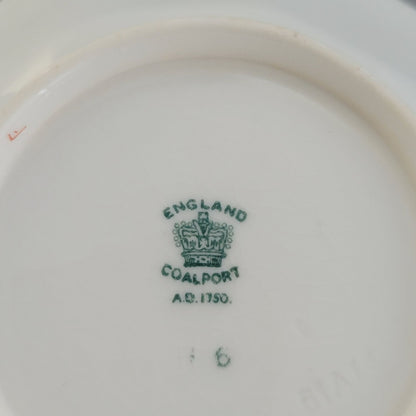 ENGLAND
COALPORT
A.D. 1750.
6